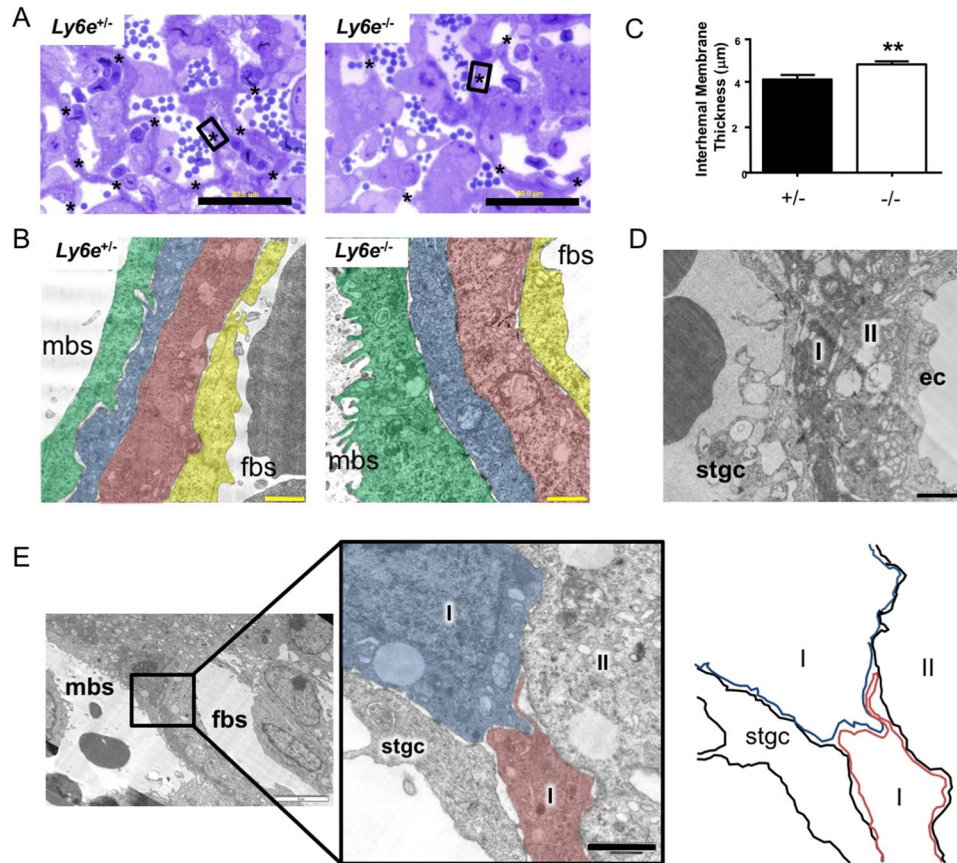 A
Ly6e+/-
Ly6e-/-
* * * * * * * * * *
* * * * * *
C
Interhemal Membrane
Thickness (μm)
6
4
2
0
**
+/-
-/-
B
Ly6e+/-
mbs
fbs
Ly6e-/-
mbs
fbs
D
I
II
ec
stgc
E
mbs
fbs
I
II
stgc
I
I
II
stgc
I